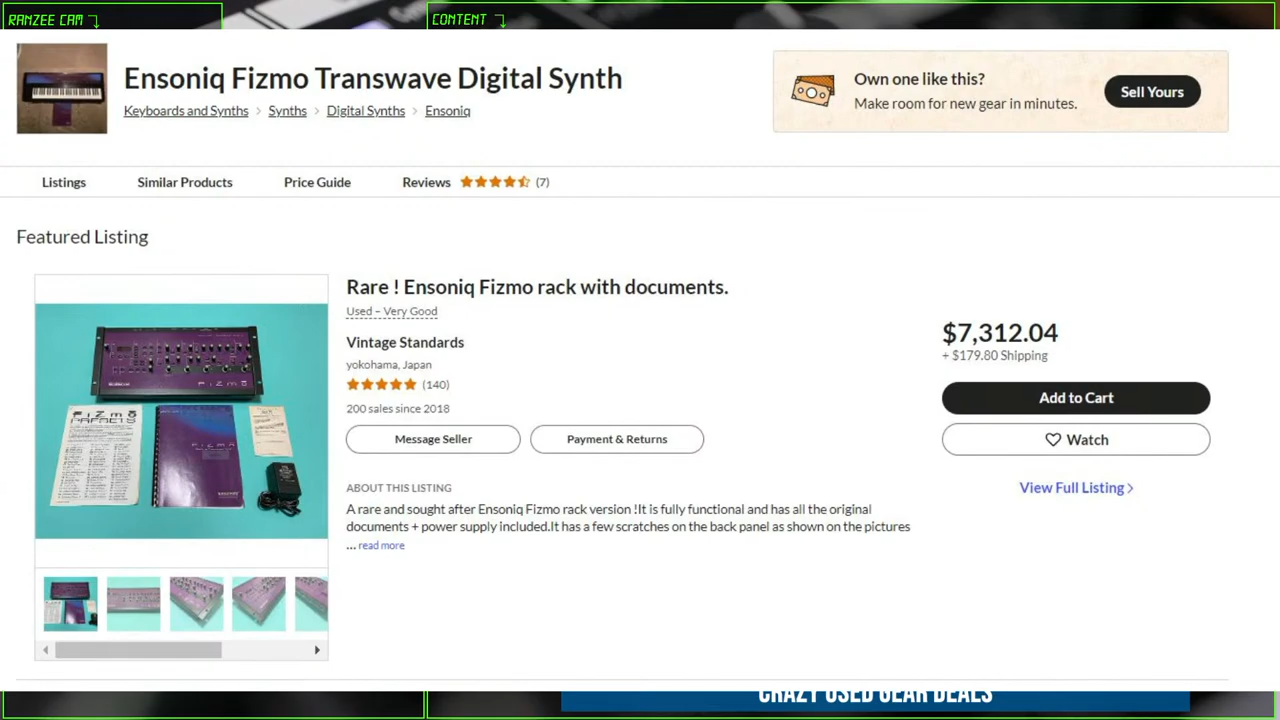 RANZEE CAM
CONTENT
Ensoniq Fizmo Transwave Digital Synth
Keyboards and Synths > Synths > Digital Synths > Ensoniq
Own one like this?
Make room for new gear in minutes.
Sell Yours
Listings
Similar Products
Price Guide
Reviews
(7)
Featured Listing
Rare ! Ensoniq Fizmo rack with documents.
Used – Very Good
Vintage Standards
yokohama, Japan
(140)
200 sales since 2018
Message Seller
Payment & Returns
$7,312.04
+ $179.80 Shipping
Add to Cart
Watch
View Full Listing >
ABOUT THIS LISTING
A rare and sought after Ensoniq Fizmo rack version !It is fully functional and has all the original
documents + power supply included.It has a few scratches on the back panel as shown on the pictures
... read more
FIZMO
FIZMO
CRAZY USED GEAR DEALS